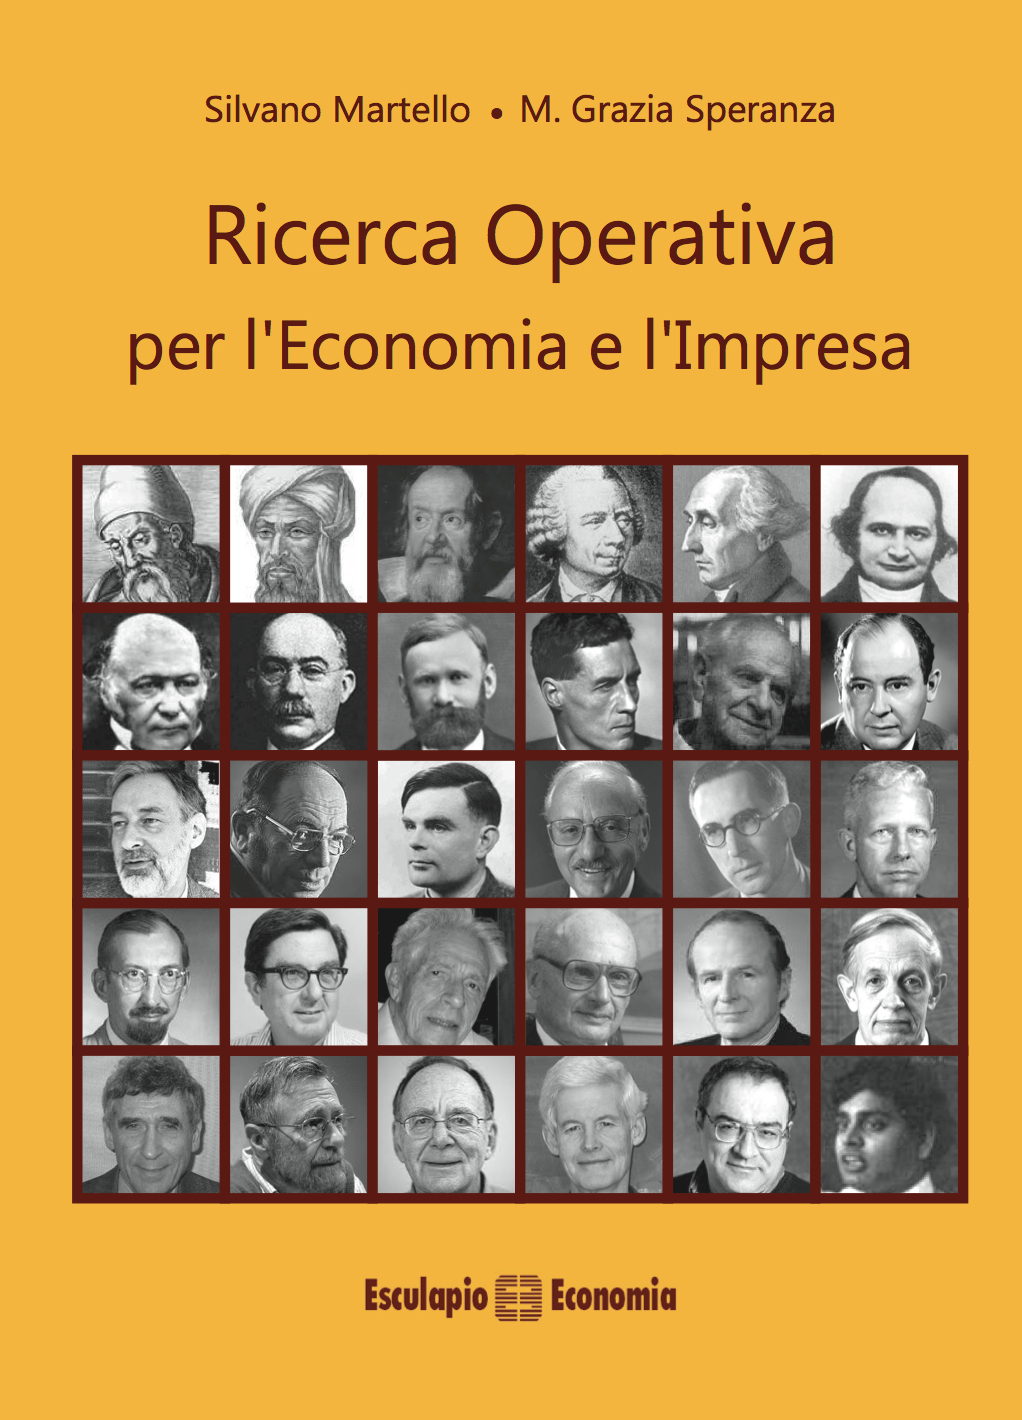 Silvano Martello • M. Grazia Speranza
Ricerca Operativa
per l'Economia e l'Impresa
Esculapio Economia